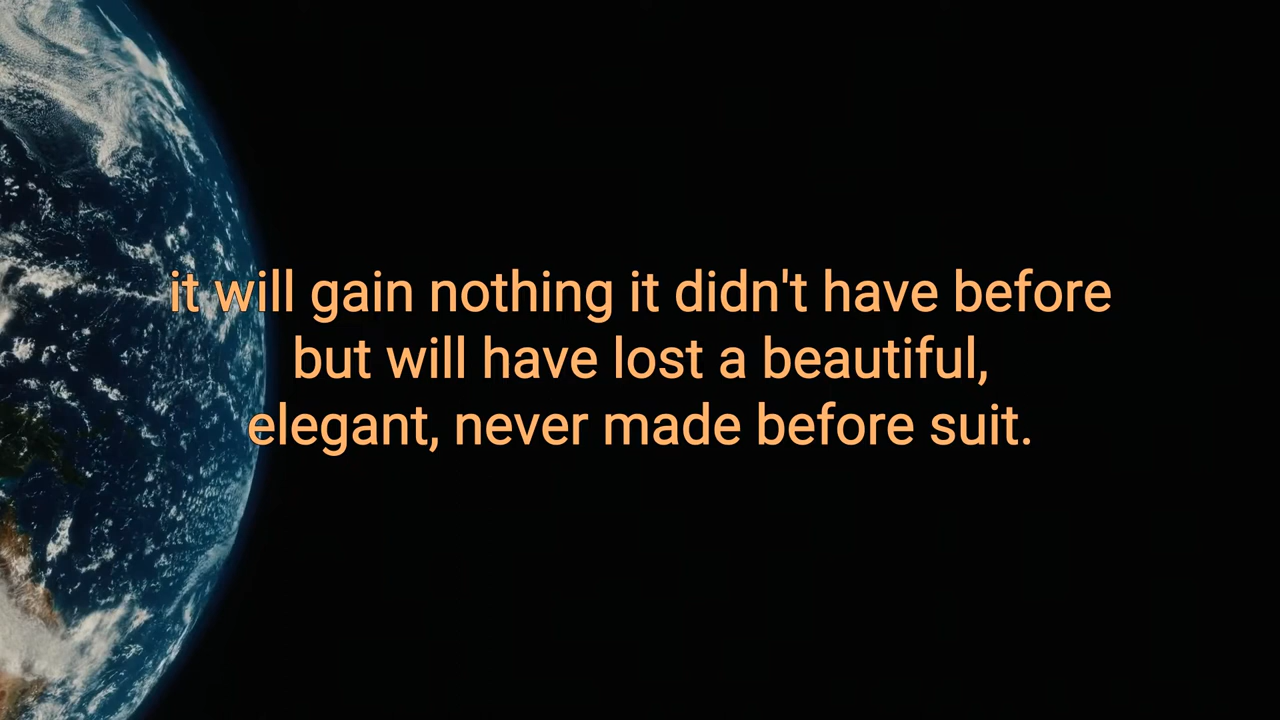 it will gain nothing it didn't have before
but will have lost a beautiful,
elegant, never made before suit.